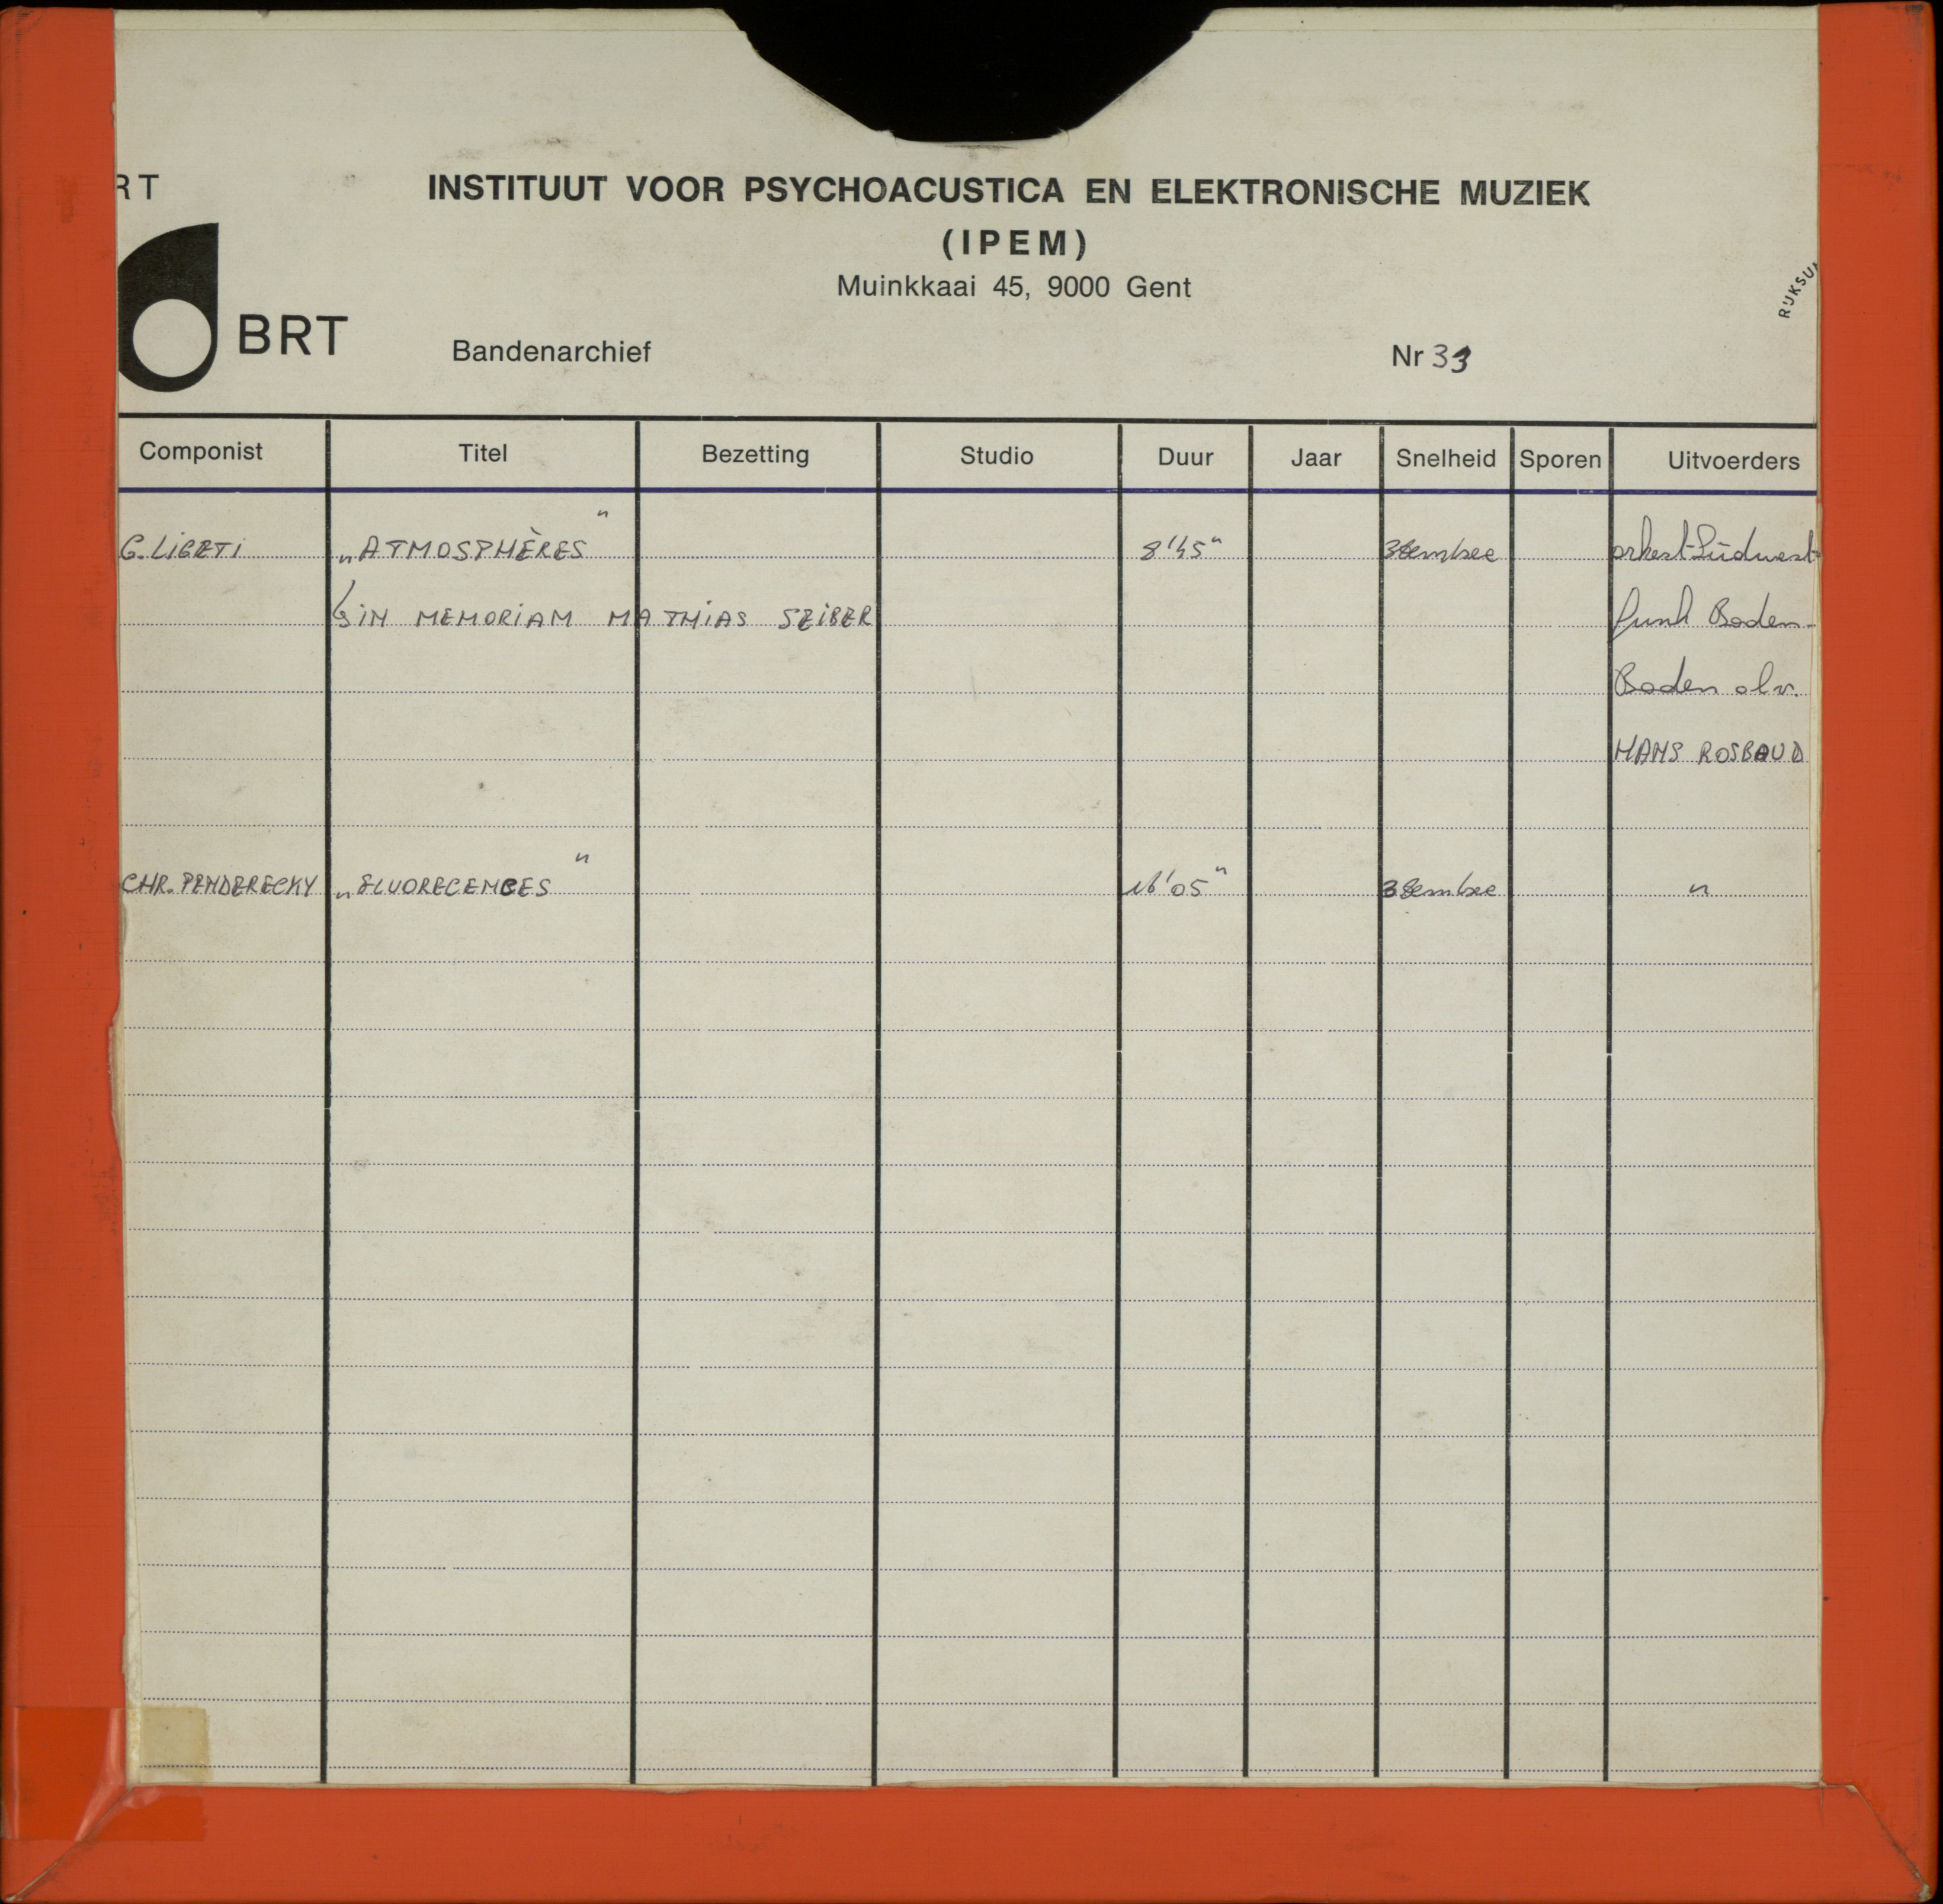 RT
INSTITUUT VOOR PSYCHOACUSTICA EN ELEKTRONISCHE MUZIEK
(IPEM)
Muinkkaai 45, 9000 Gent
RIJKSU
BRT
Bandenarchief
Nr 33
Componist Titel Bezetting Studio Duur Jaar Snelheid Sporen Uitvoerders
G. LIGETI „ATMOSPHÈRES" 8'45" orkest Südwest-
IN MEMORIAM MATHIAS SEIBER funk Baden-
Baden olv.
HANS ROSBAUD
CHR. PENDERECKY „FLUORECENCES" 16'05" "